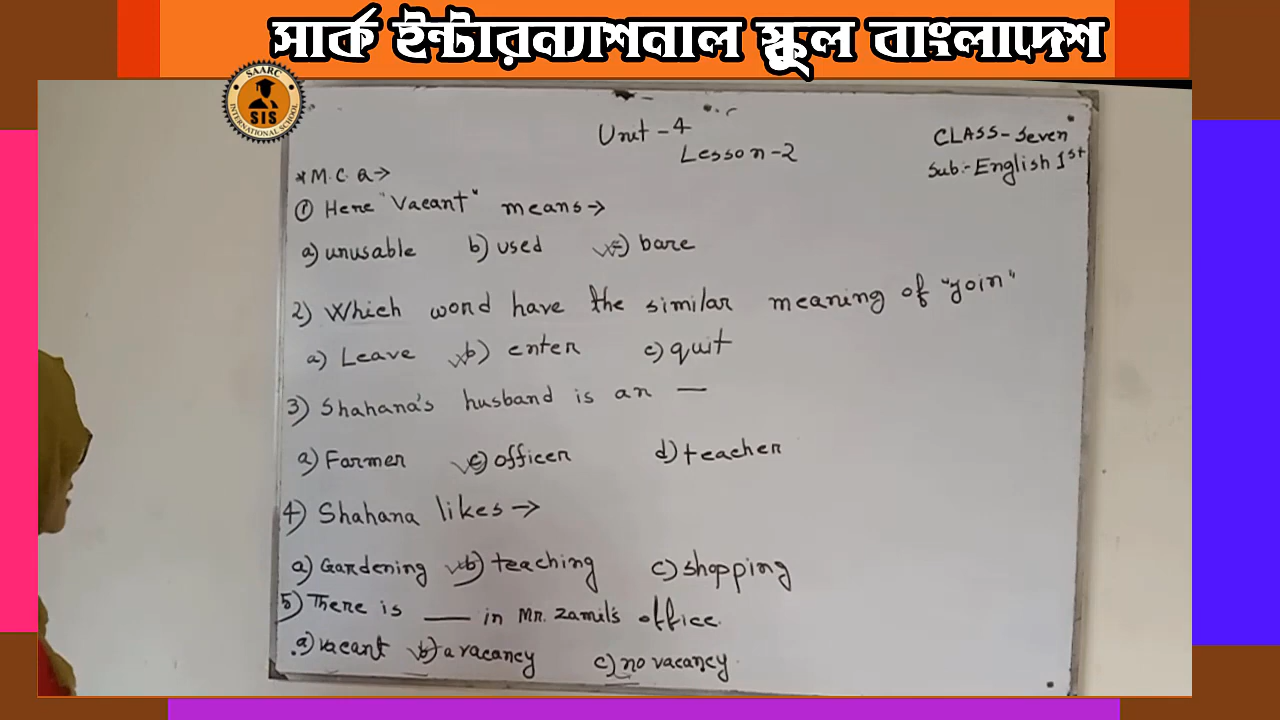 সার্ক ইন্টারন্যাশনাল স্কুল বাংলাদেশ
SAARC
SIS
INTERNATIONAL SCHOOL
Unit-4
Lesson-2
CLASS-Seven
Sub:-English 1st
*M.C.Q→
① Here "Vacant" means→
a) unusable b) used c) bare
2) Which word have the similar meaning of "join"
a) Leave b) enter c) quit
3) Shahana's husband is an —
a) Farmer c) officer d) teacher
4) Shahana likes→
a) Gardening b) teaching c) shopping
5) There is ___ in Mr. Zamil's office.
a) vacant b) a vacancy c) no vacancy